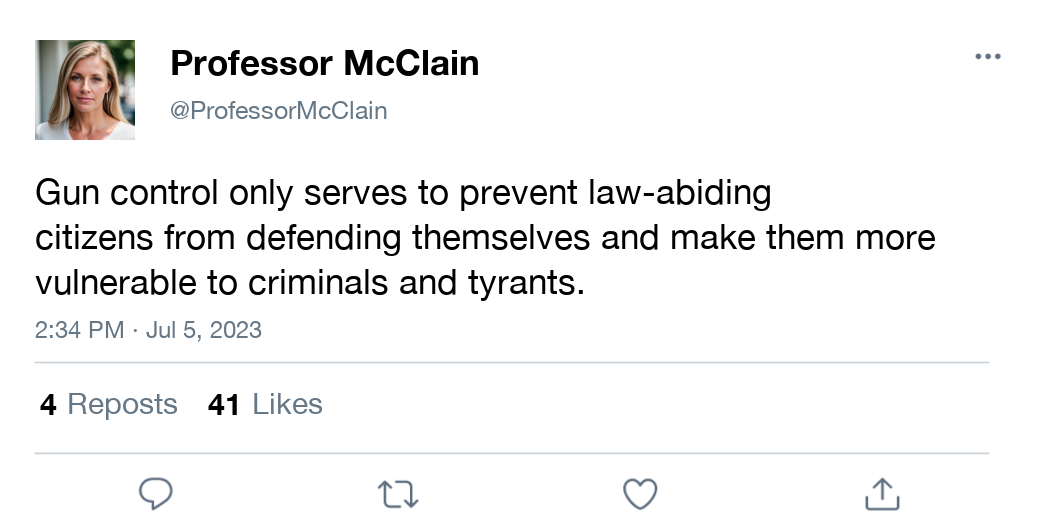 Professor McClain
@ProfessorMcClain
Gun control only serves to prevent law-abiding
citizens from defending themselves and make them more
vulnerable to criminals and tyrants.
2:34 PM · Jul 5, 2023
4 Reposts 41 Likes